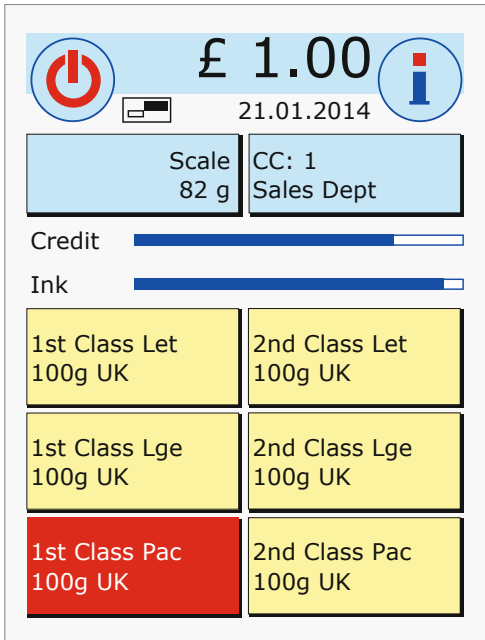 £ 1.00
21.01.2014
Scale
82 g
CC: 1
Sales Dept
Credit
Ink
1st Class Let
100g UK
2nd Class Let
100g UK
1st Class Lge
100g UK
2nd Class Lge
100g UK
1st Class Pac
100g UK
2nd Class Pac
100g UK